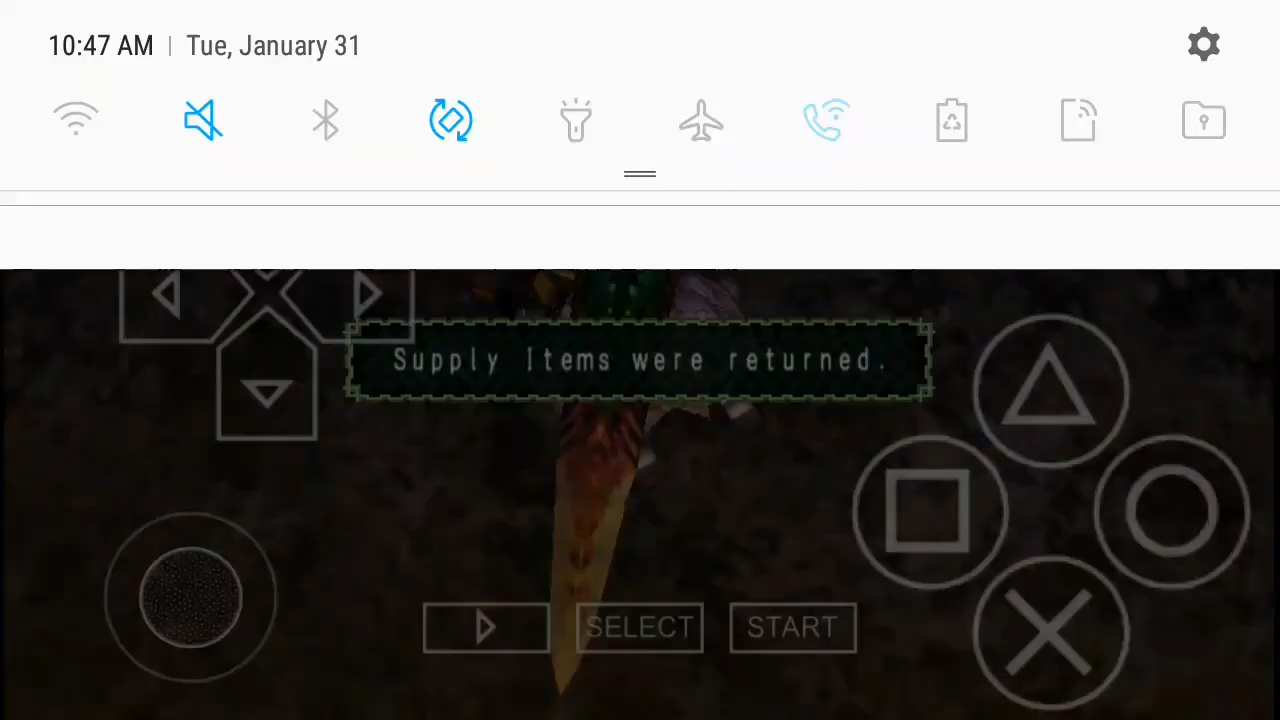 10:47 AM | Tue, January 31
Supply Items were returned.
SELECT
START